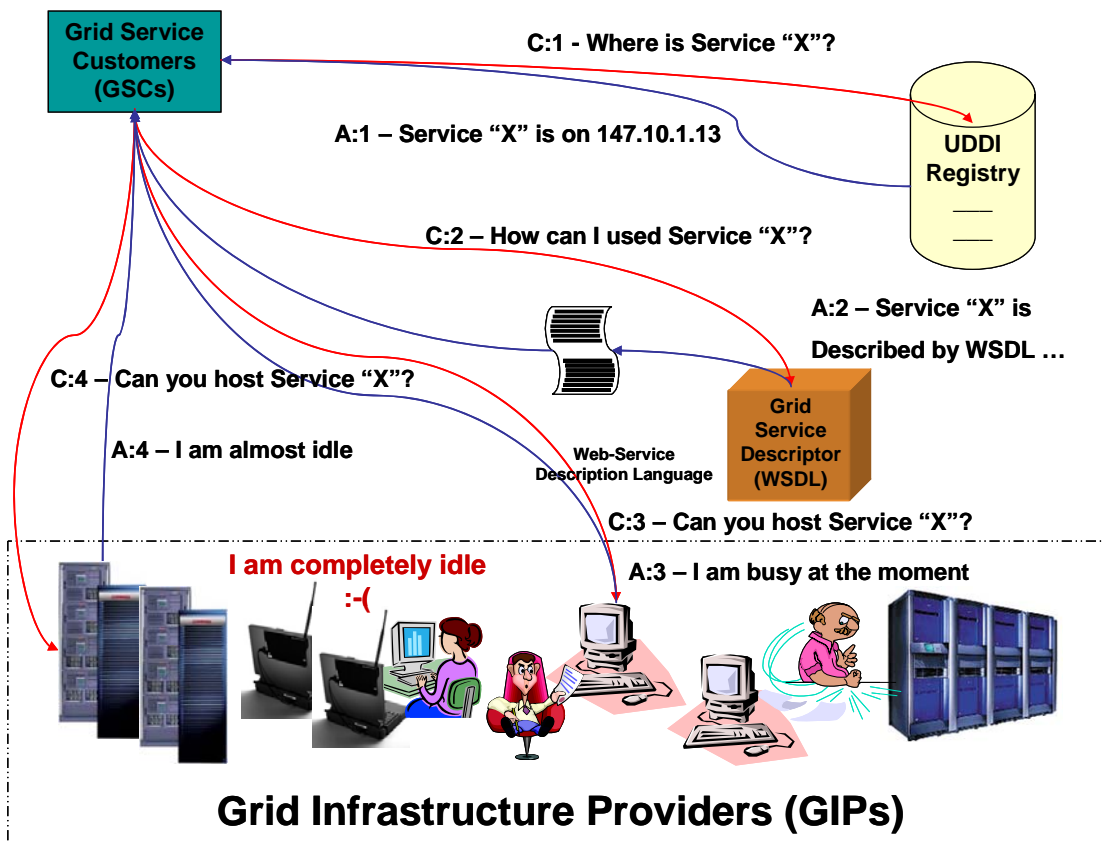 Grid Service
Customers
(GSCs)
C:1 - Where is Service “X”?
A:1 – Service “X” is on 147.10.1.13
UDDI
Registry
C:2 – How can I used Service “X”?
A:2 – Service “X” is
Described by WSDL …
C:4 – Can you host Service “X”?
Grid
Service
Descriptor
(WSDL)
A:4 – I am almost idle
Web-Service
Description Language
C:3 – Can you host Service “X”?
I am completely idle
:-(
A:3 – I am busy at the moment
Grid Infrastructure Providers (GIPs)